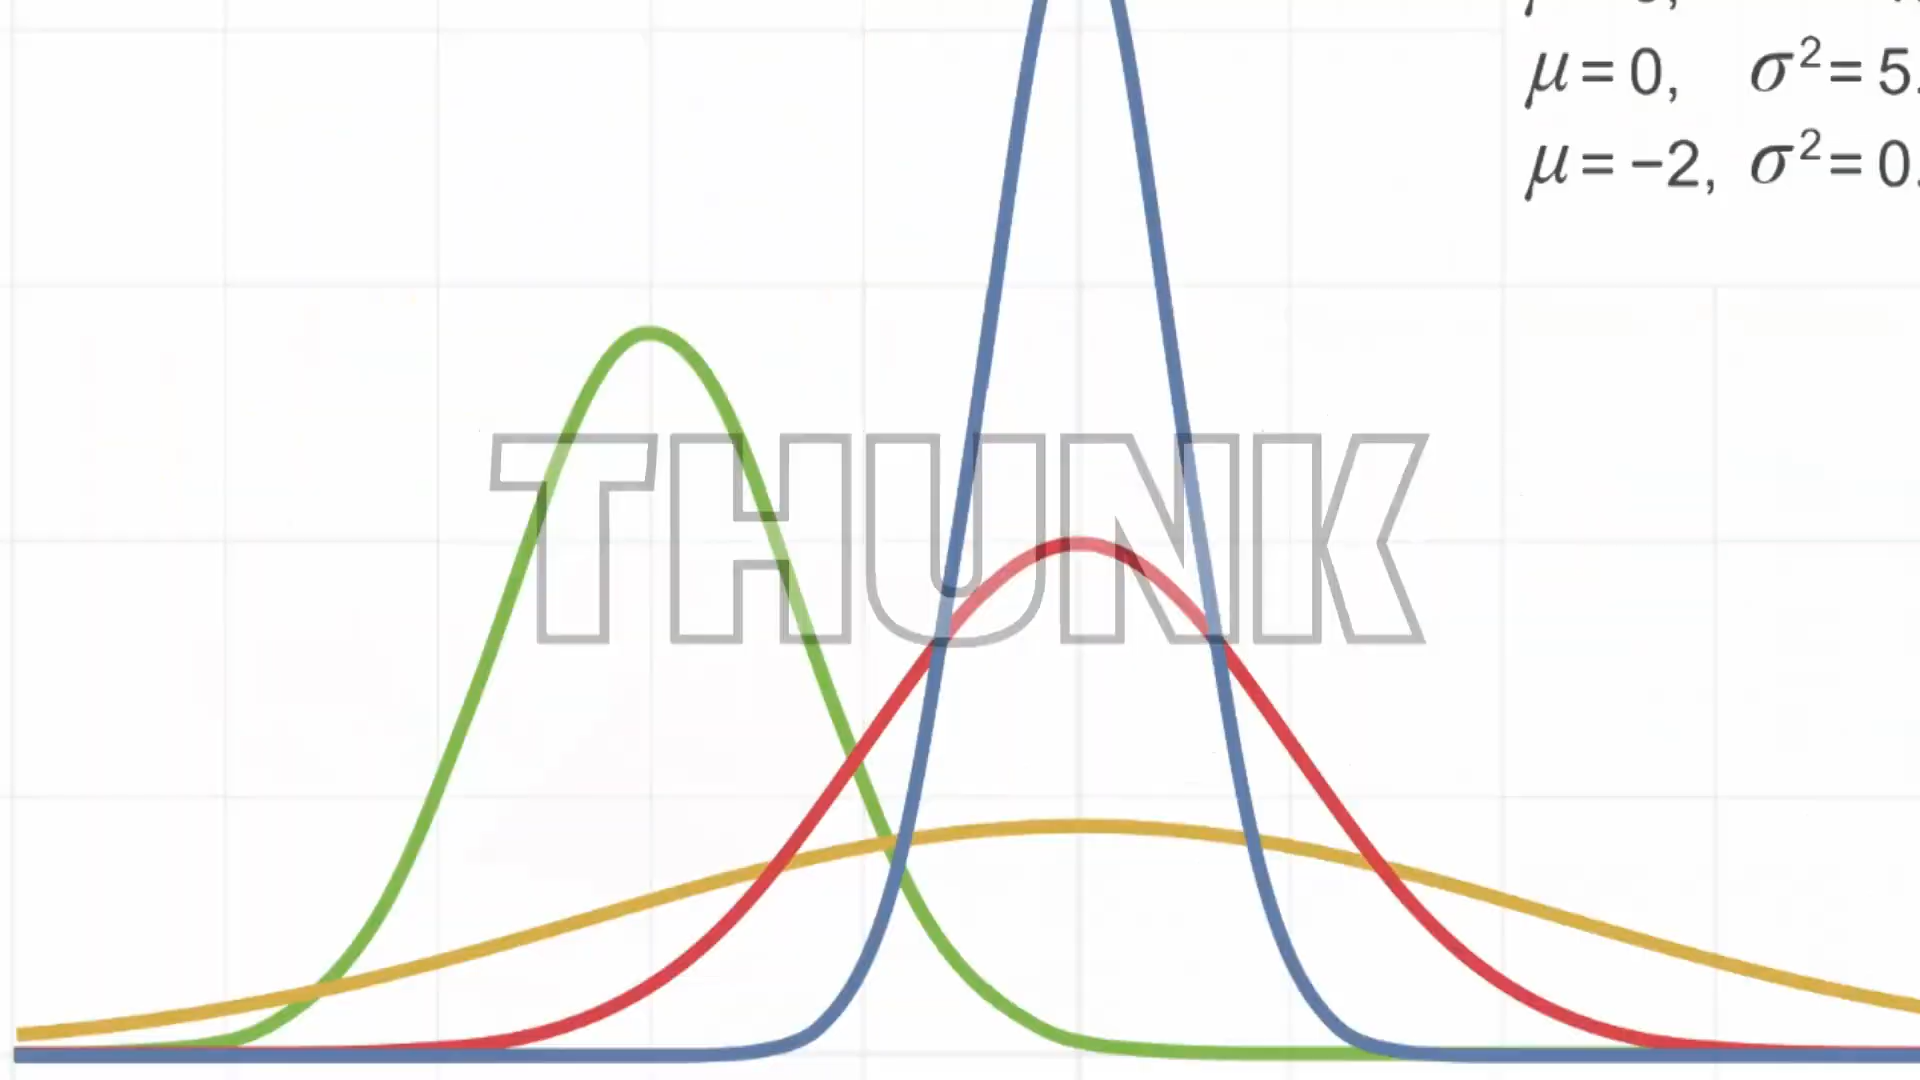 μ = 0, σ² = 5.
μ = −2, σ² = 0.
THUNK